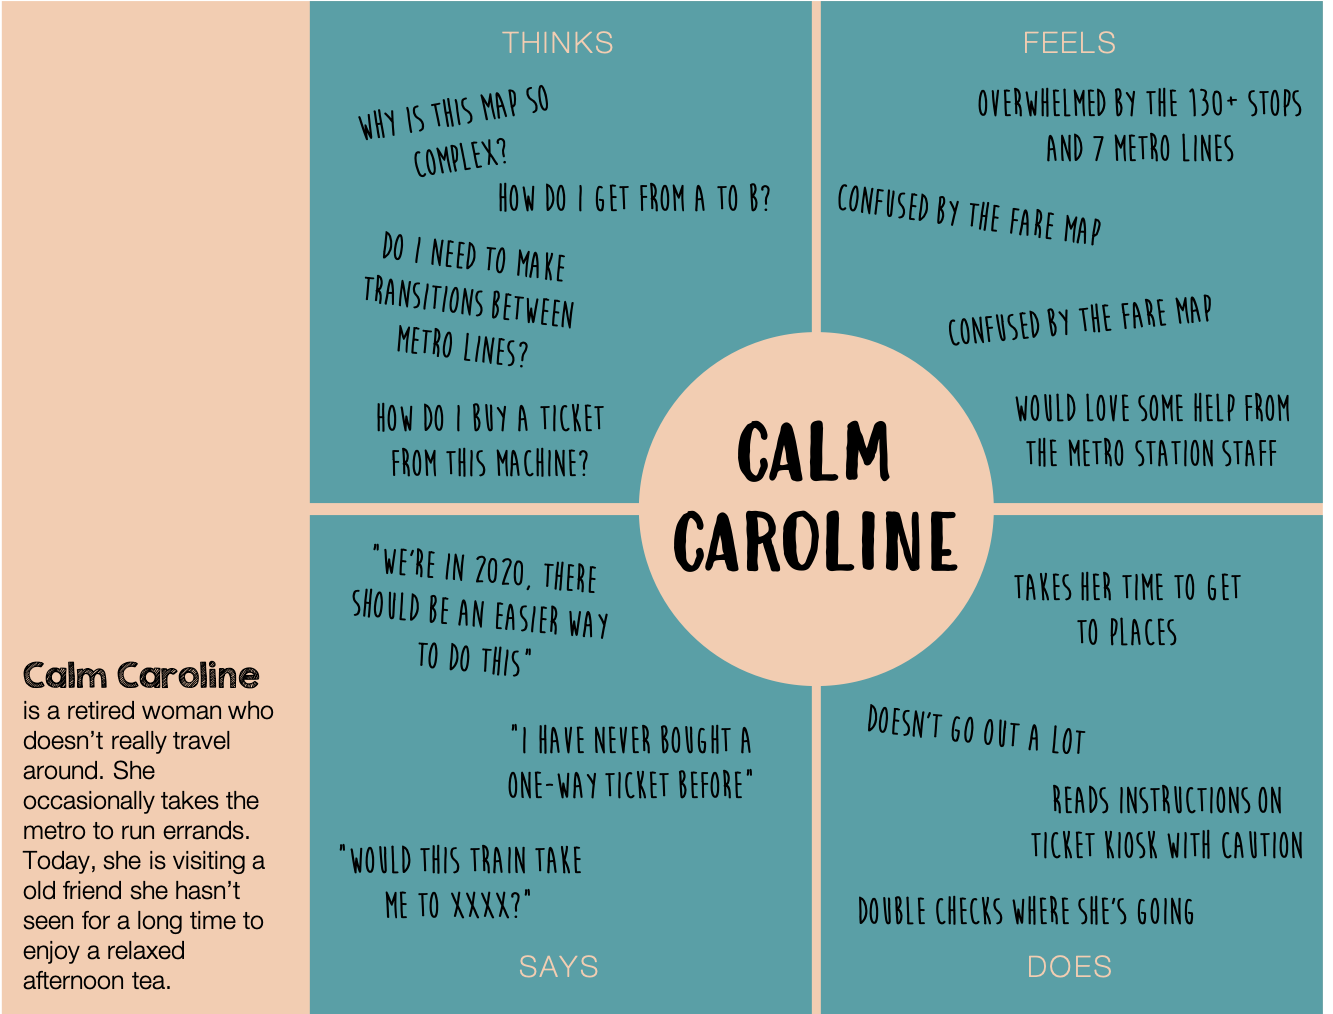 THINKS
WHY IS THIS MAP SO
COMPLEX?
HOW DO I GET FROM A TO B?
DO I NEED TO MAKE
TRANSITIONS BETWEEN
METRO LINES?
HOW DO I BUY A TICKET
FROM THIS MACHINE?
FEELS
OVERWHELMED BY THE 130+ STOPS
AND 7 METRO LINES
CONFUSED BY THE FARE MAP
CONFUSED BY THE FARE MAP
WOULD LOVE SOME HELP FROM
THE METRO STATION STAFF
CALM
CAROLINE
"WE'RE IN 2020, THERE
SHOULD BE AN EASIER WAY
TO DO THIS"
"I HAVE NEVER BOUGHT A
ONE-WAY TICKET BEFORE"
"WOULD THIS TRAIN TAKE
ME TO XXXX?"
SAYS
TAKES HER TIME TO GET
TO PLACES
DOESN'T GO OUT A LOT
READS INSTRUCTIONS ON
TICKET KIOSK WITH CAUTION
DOUBLE CHECKS WHERE SHE'S GOING
DOES
Calm Caroline
is a retired woman who
doesn't really travel
around. She
occasionally takes the
metro to run errands.
Today, she is visiting a
old friend she hasn't
seen for a long time to
enjoy a relaxed
afternoon tea.